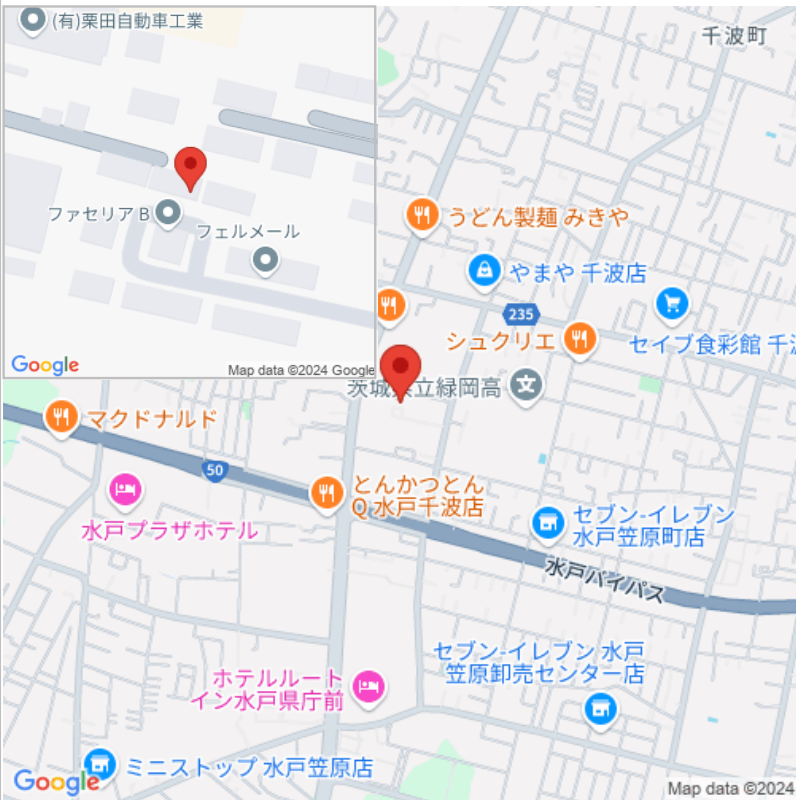 (有)栗田自動車工業
ファセリア B
フェルメール
Google
Map data ©2024 Google
千波町
うどん製麺 みきや
やまや 千波店
235
シュクリエ
セイブ食彩館 千波
茨城県立緑岡高
文
マクドナルド
50
とんかつとん
Q 水戸千波店
水戸プラザホテル
セブン-イレブン
水戸笠原町店
水戸バイパス
セブン-イレブン 水戸
笠原卸売センター店
ホテルルート
イン水戸県庁前
ミニストップ 水戸笠原店
Google
Map data ©2024